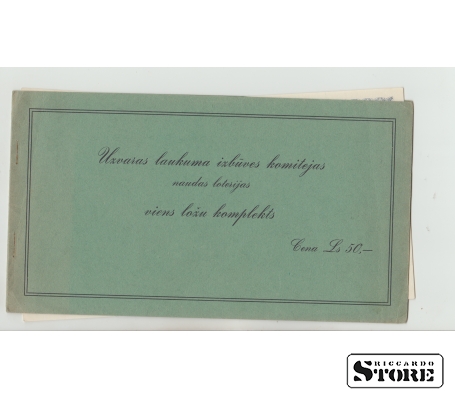 Uzvaras laukuma izbūves komitejas
naudas loterijas
viens ložu komplekts
Cena Ls 50.—
RICCARDO
STORE